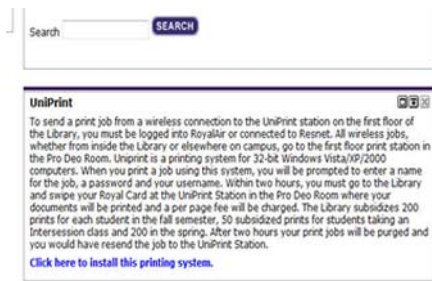 Search
SEARCH
UniPrint
To send a print job from a wireless connection to the UniPrint station on the first floor of
the Library, you must be logged into RoyalAir or connected to Resnet. All wireless jobs,
whether from inside the Library or elsewhere on campus, go to the first floor print station in
the Pro Deo Room. Uniprint is a printing system for 32-bit Windows Vista/XP/2000
computers. When you print a job using this system, you will be prompted to enter a name
for the job, a password and your username. Within two hours, you must go to the Library
and swipe your Royal Card at the UniPrint Station in the Pro Deo Room where your
documents will be printed and a per page fee will be charged. The Library subsidizes 200
prints for each student in the fall semester, 50 subsidized prints for students taking an
Intersession class and 200 in the spring. After two hours your print jobs will be purged and
you would have resend the job to the UniPrint Station.
Click here to install this printing system.